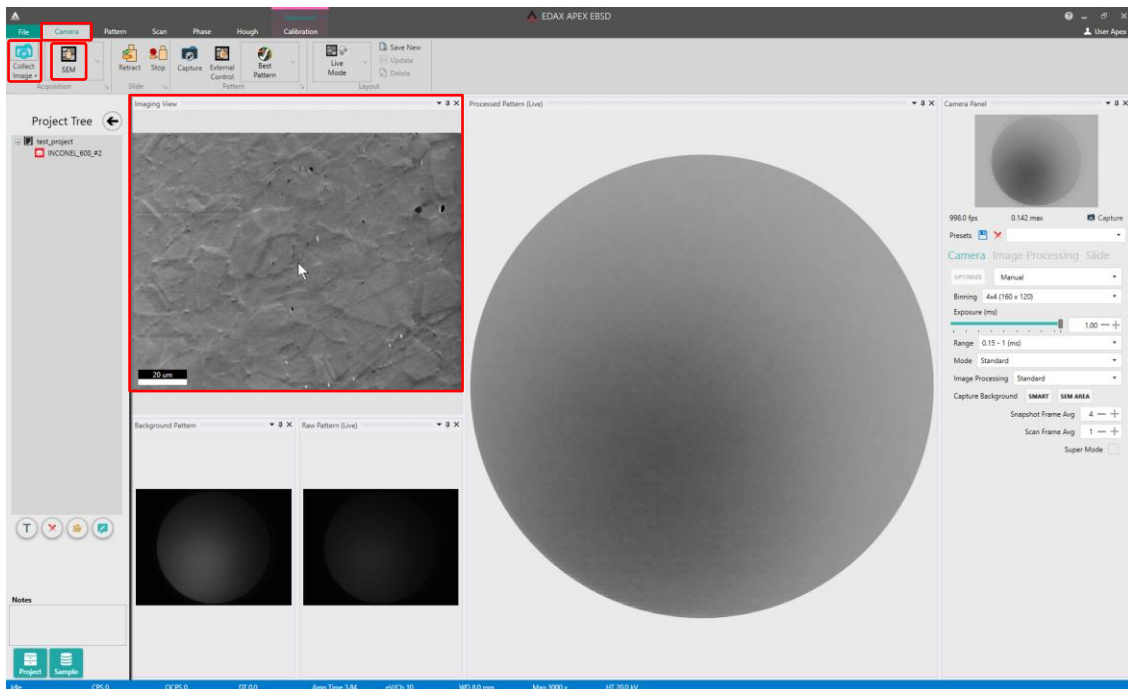 Advanced
EDAX APEX EBSD
File Camera Pattern Scan Phase Hough Calibration
User Apex
Collect Image
SEM
Retract
Stop
Capture
External Control
Best Pattern
Live Mode
Save New
Update
Delete
Acquisition
Slide
Pattern
Layout
Project Tree
test_project
INCONEL_600_#2
T
Notes
Project
Sample
Imaging View
20 um
Background Pattern
Raw Pattern (Live)
Processed Pattern (Live)
Camera Panel
998.0 fps 0.142 max Capture
Presets
Camera Image Processing Slide
OPTIMIZE Manual
Binning 4x4 (160 x 120)
Exposure (ms)
1.00
Range 0.15 - 1 (ms)
Mode Standard
Image Processing Standard
Capture Background SMART SEM AREA
Snapshot Frame Avg 4
Scan Frame Avg 1
Super Mode
Idle CPS 0 OCPS 0 DT 0.0 Amp Time 3.84 eV/Ch 10 WD 8.0 mm Mag 3000 x HT 20.0 kV